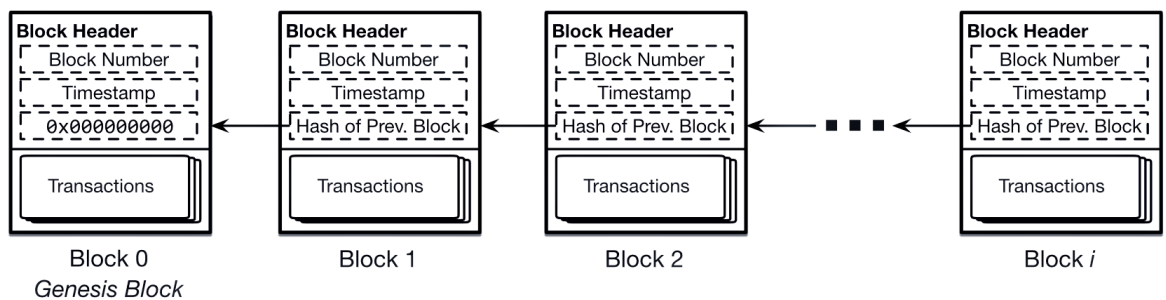 Block Header
Block Number
Timestamp
0x000000000
Transactions
Block 0
Genesis Block
Block Header
Block Number
Timestamp
Hash of Prev. Block
Transactions
Block 1
Block Header
Block Number
Timestamp
Hash of Prev. Block
Transactions
Block 2
Block Header
Block Number
Timestamp
Hash of Prev. Block
Transactions
Block i